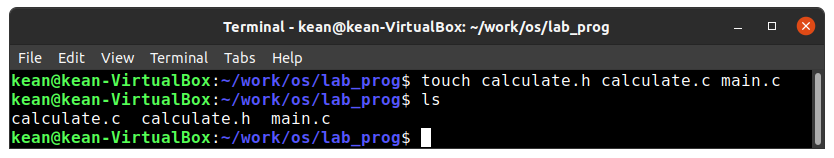 Terminal - kean@kean-VirtualBox: ~/work/os/lab_prog
File Edit View Terminal Tabs Help
kean@kean-VirtualBox:~/work/os/lab_prog$ touch calculate.h calculate.c main.c
kean@kean-VirtualBox:~/work/os/lab_prog$ ls
calculate.c  calculate.h  main.c
kean@kean-VirtualBox:~/work/os/lab_prog$